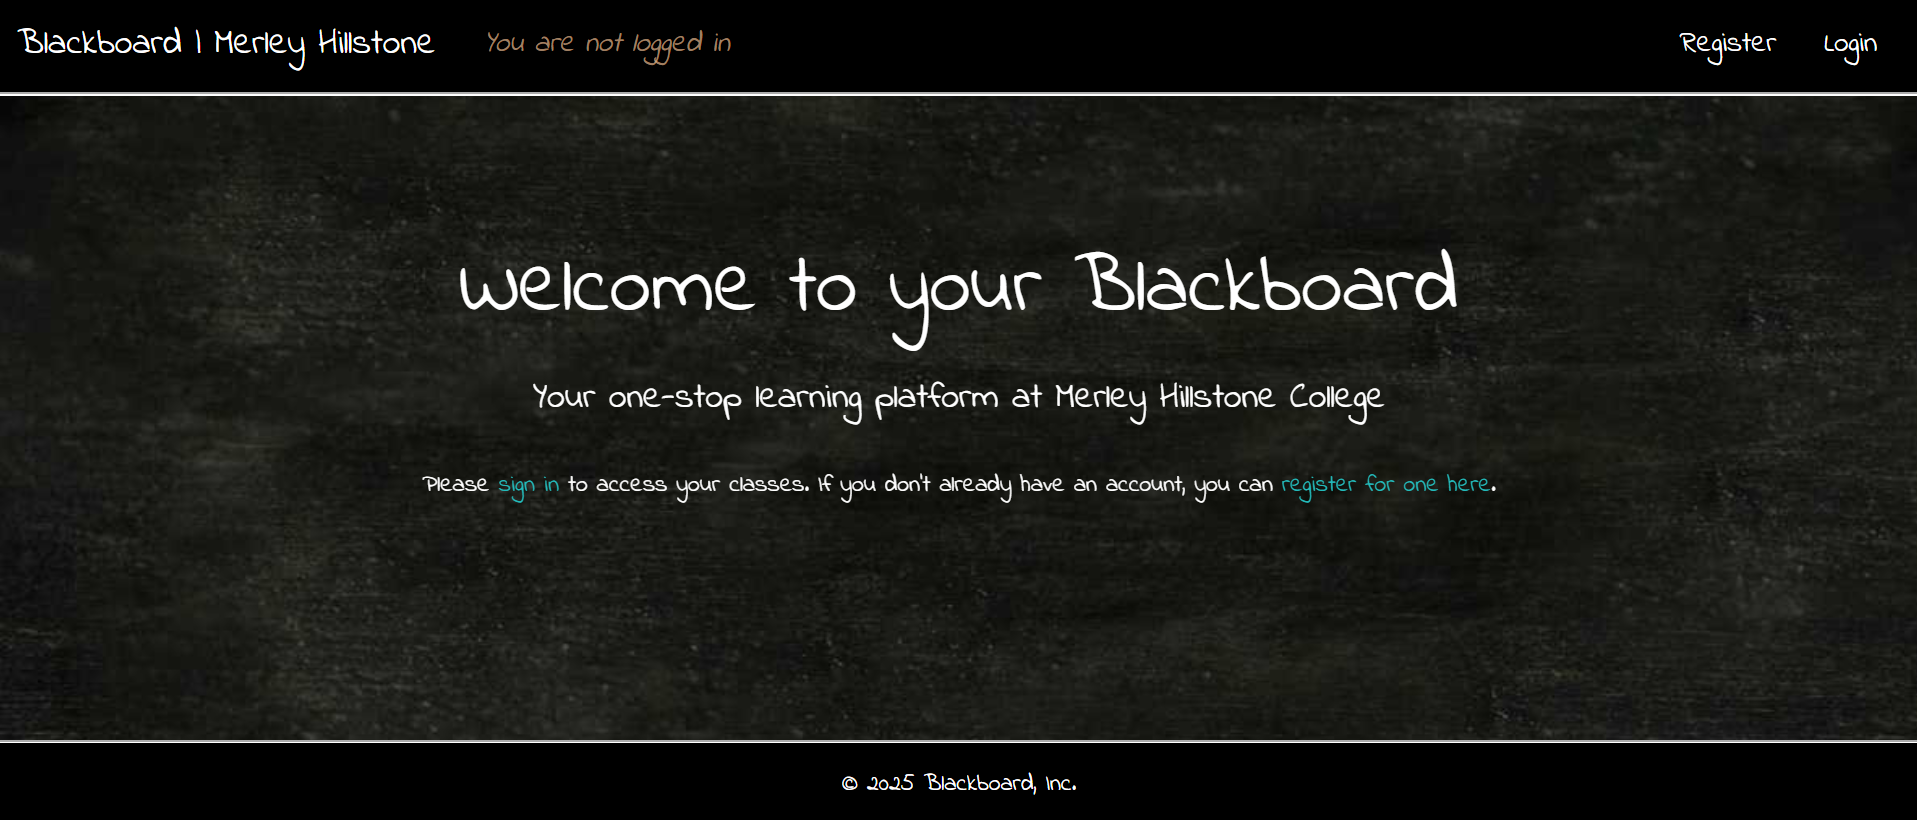 Blackboard | Merley Hillstone
You are not logged in
Register
Login
Welcome to your Blackboard
Your one-stop learning platform at Merley Hillstone College
Please sign in to access your classes. If you don't already have an account, you can register for one here.
© 2025 Blackboard, Inc.